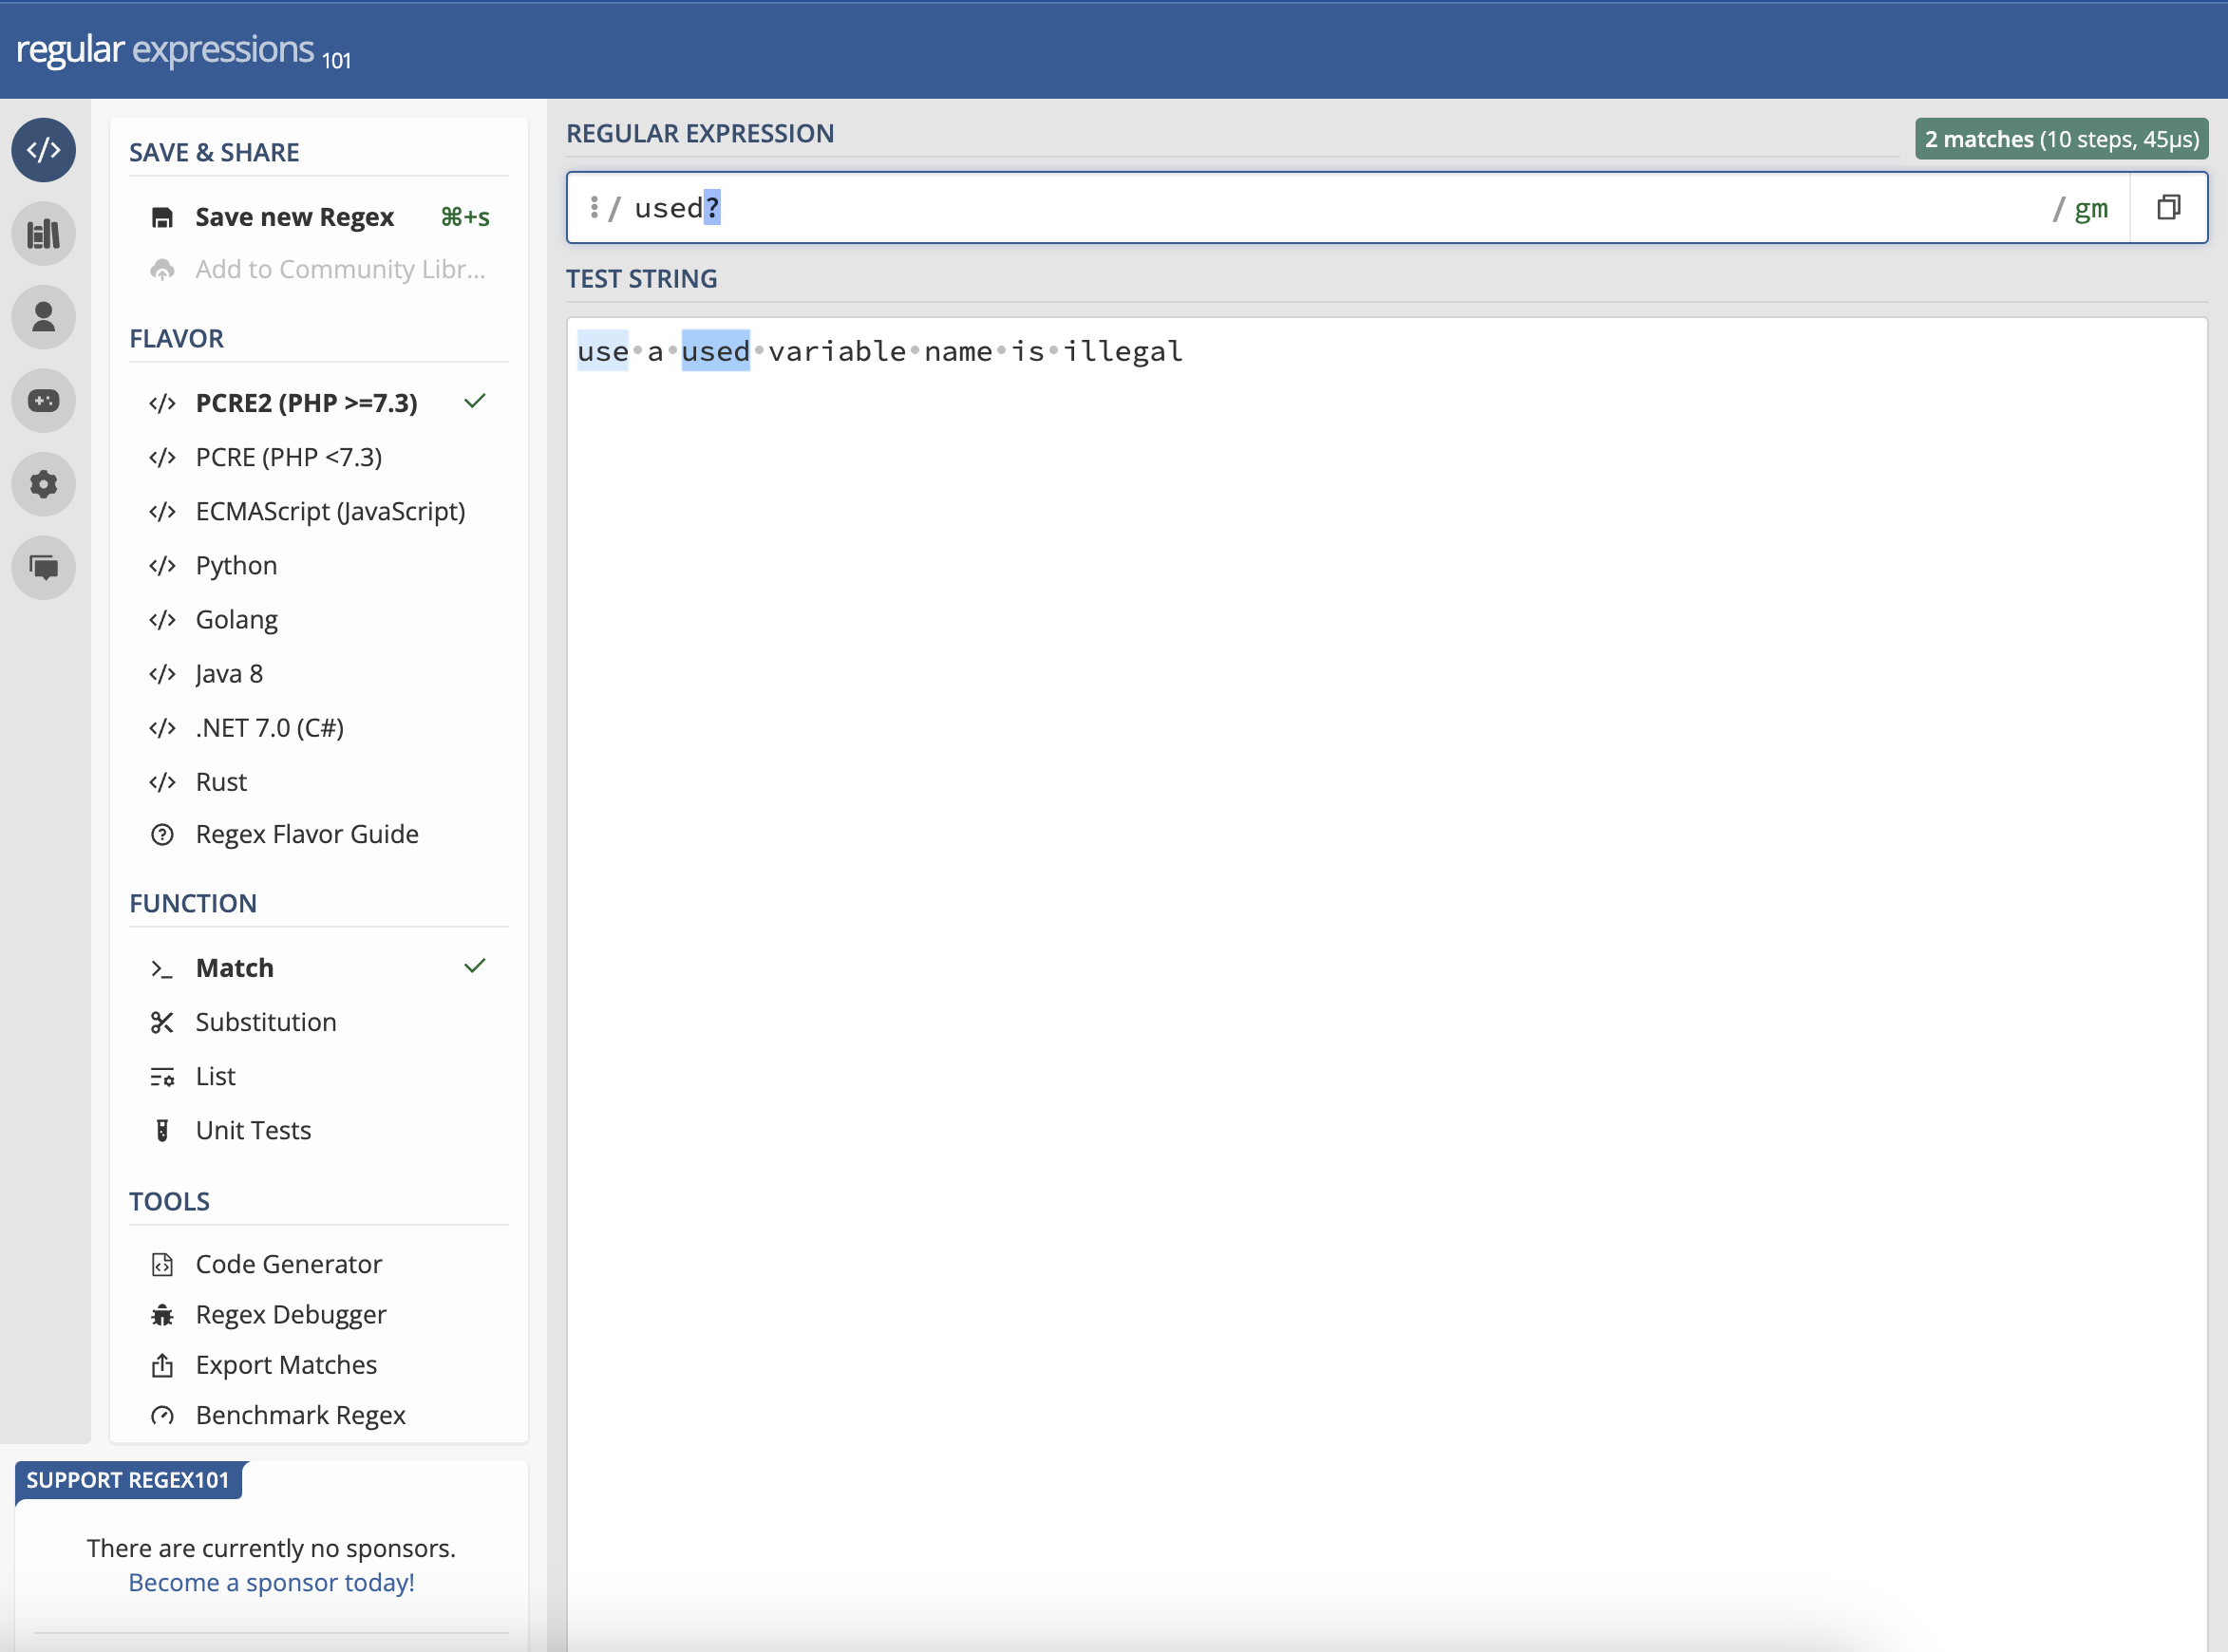 regular expressions 101
SAVE & SHARE
Save new Regex ⌘+s
Add to Community Libr...
FLAVOR
</> PCRE2 (PHP >=7.3)
</> PCRE (PHP <7.3)
</> ECMAScript (JavaScript)
</> Python
</> Golang
</> Java 8
</> .NET 7.0 (C#)
</> Rust
Regex Flavor Guide
FUNCTION
Match
Substitution
List
Unit Tests
TOOLS
Code Generator
Regex Debugger
Export Matches
Benchmark Regex
SUPPORT REGEX101
There are currently no sponsors.
Become a sponsor today!
REGULAR EXPRESSION
2 matches (10 steps, 45μs)
/ used? / gm
TEST STRING
use·a·used·variable·name·is·illegal